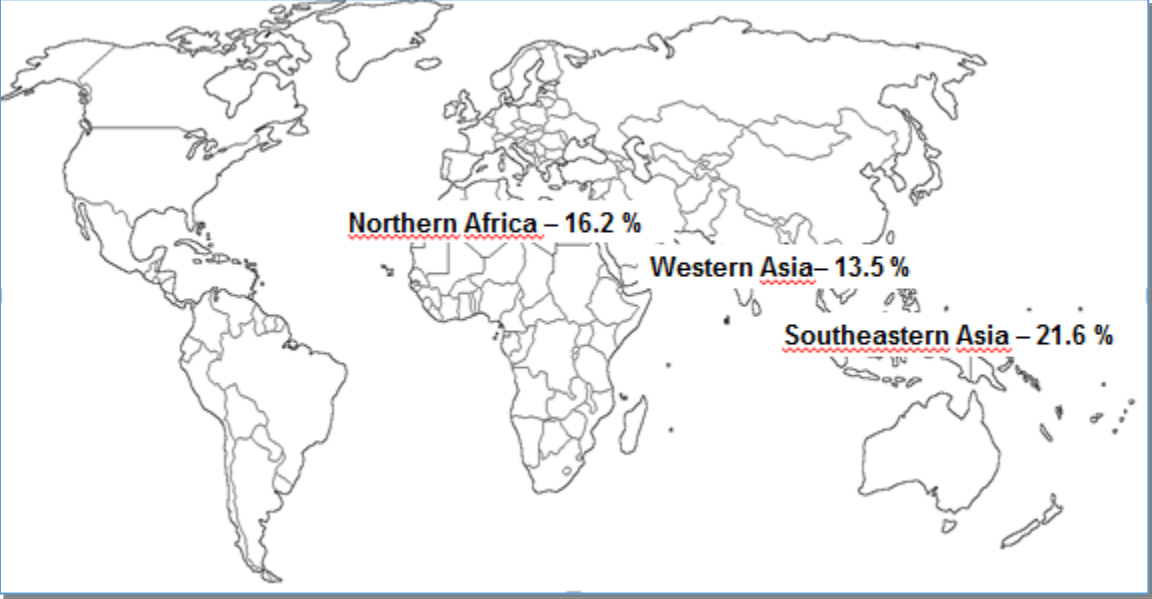 Northern Africa – 16.2 %
Western Asia– 13.5 %
Southeastern Asia – 21.6 %